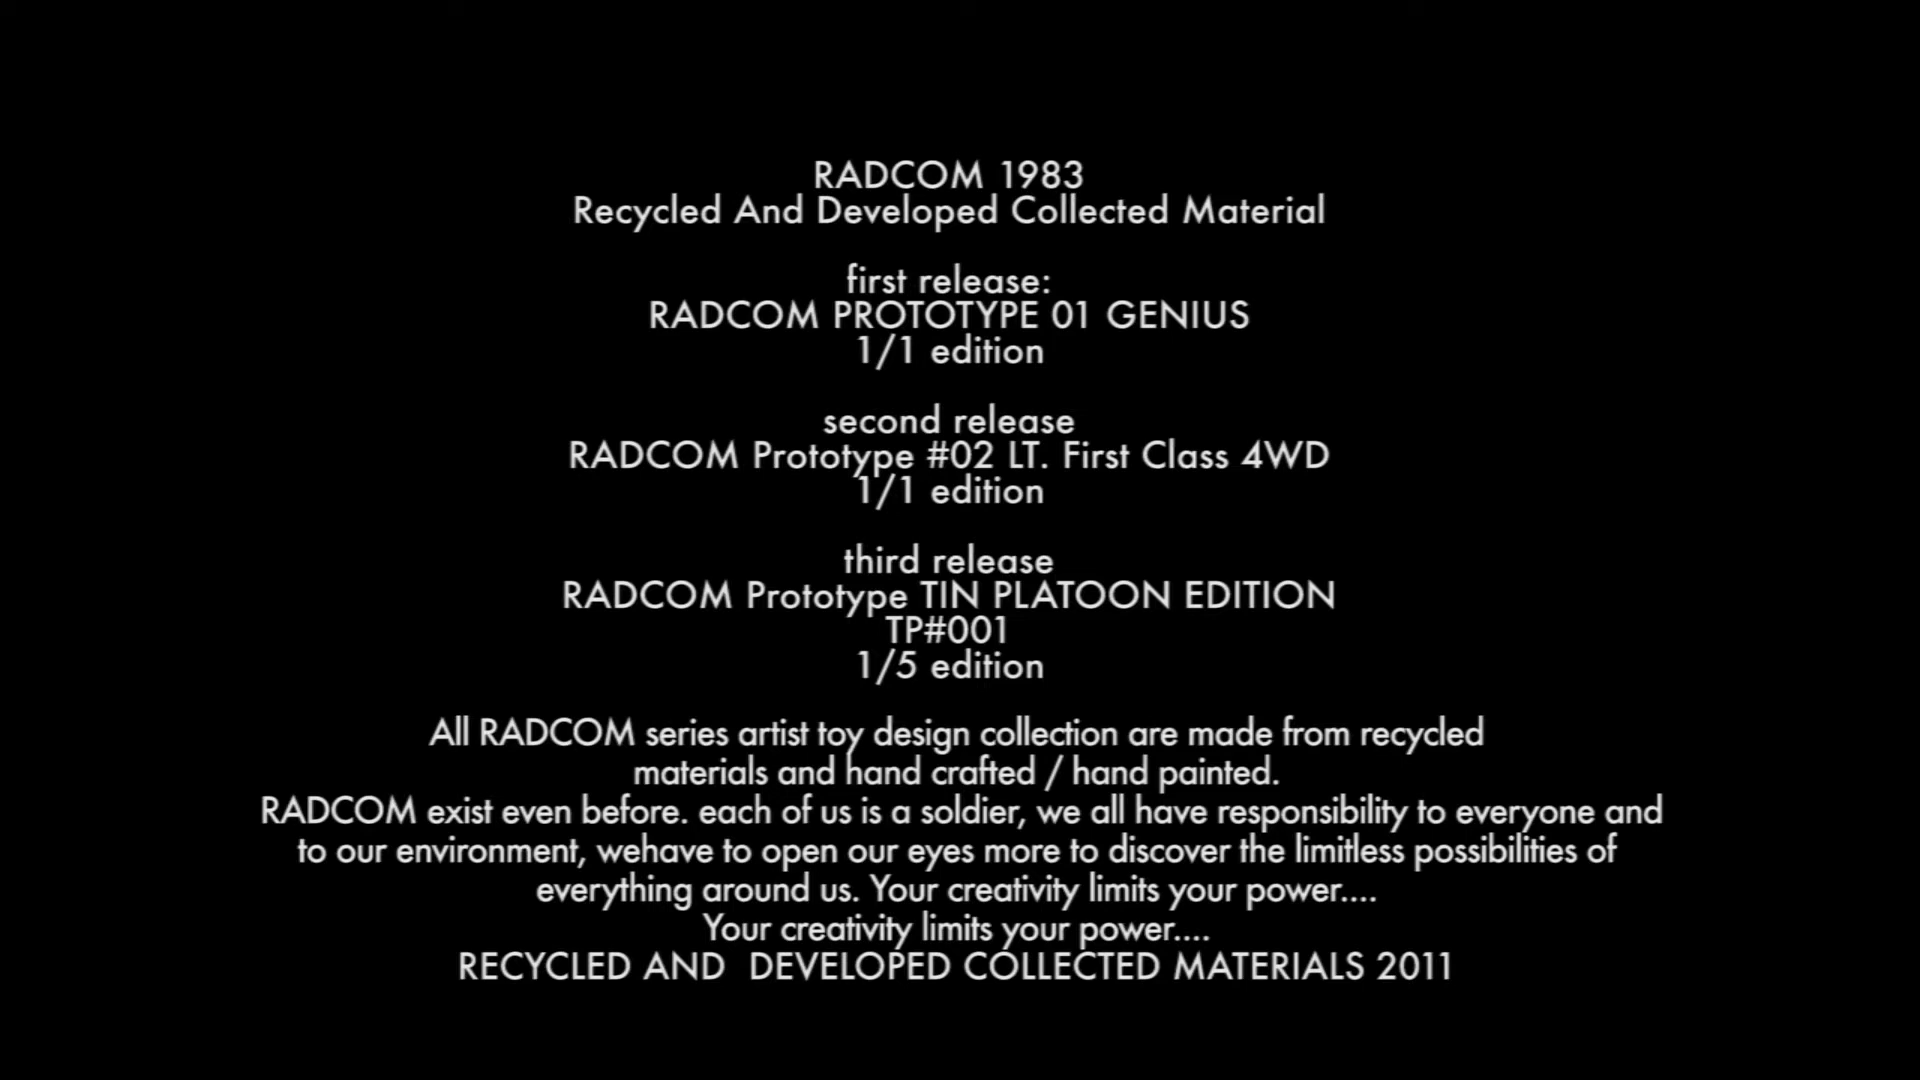 RADCOM 1983
Recycled And Developed Collected Material
first release:
RADCOM PROTOTYPE 01 GENIUS
1/1 edition
second release
RADCOM Prototype #02 LT. First Class 4WD
1/1 edition
third release
RADCOM Prototype TIN PLATOON EDITION
TP#001
1/5 edition
All RADCOM series artist toy design collection are made from recycled
materials and hand crafted / hand painted.
RADCOM exist even before. each of us is a soldier, we all have responsibility to everyone and
to our environment, wehave to open our eyes more to discover the limitless possibilities of
everything around us. Your creativity limits your power....
Your creativity limits your power....
RECYCLED AND  DEVELOPED COLLECTED MATERIALS 2011